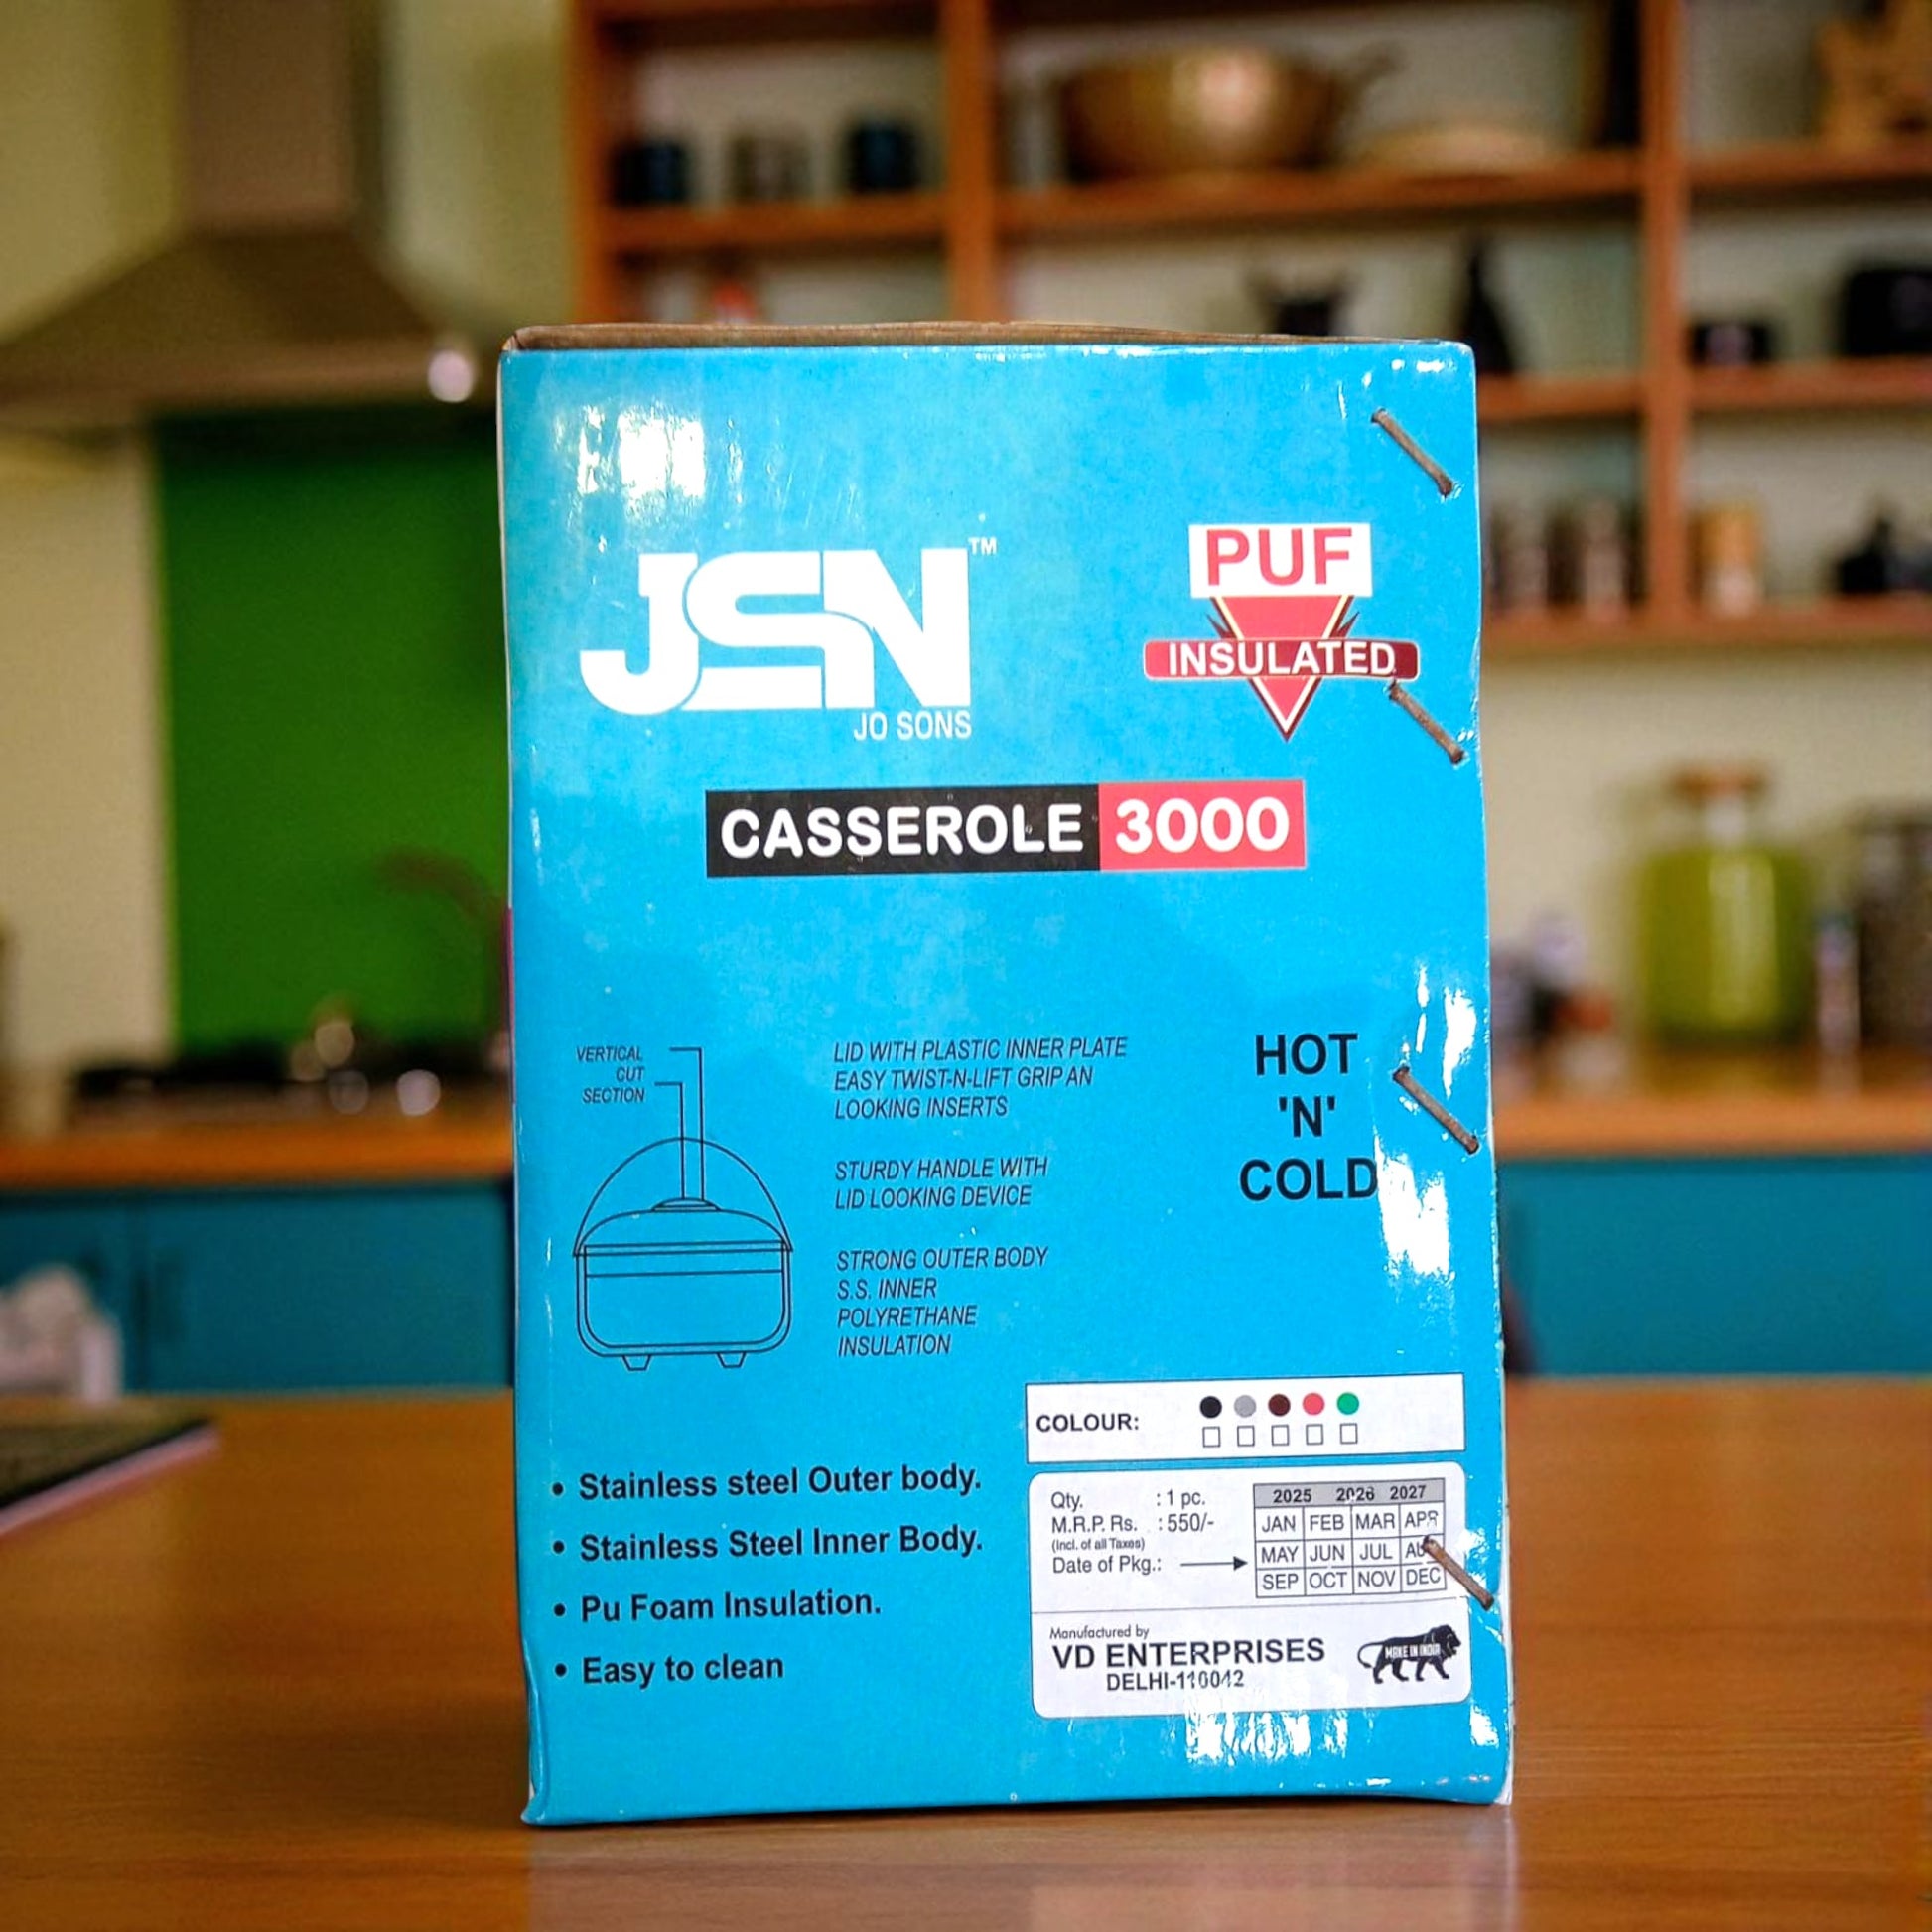 JSN™
JO SONS
PUF
INSULATED
CASSEROLE 3000
VERTICAL
CUT
SECTION
LID WITH PLASTIC INNER PLATE
EASY TWIST-N-LIFT GRIP AN
LOOKING INSERTS
STURDY HANDLE WITH
LID LOOKING DEVICE
STRONG OUTER BODY
S.S. INNER
POLYRETHANE
INSULATION
HOT
'N'
COLD
COLOUR:
• Stainless steel Outer body.
• Stainless Steel Inner Body.
• Pu Foam Insulation.
• Easy to clean
Qty. : 1 pc.
M.R.P. Rs. : 550/-
(Incl. of all Taxes)
Date of Pkg.:
2025 2026 2027
JAN FEB MAR APR
MAY JUN JUL
SEP OCT NOV DEC
Manufactured by
VD ENTERPRISES
DELHI-110042
MAKE IN INDIA